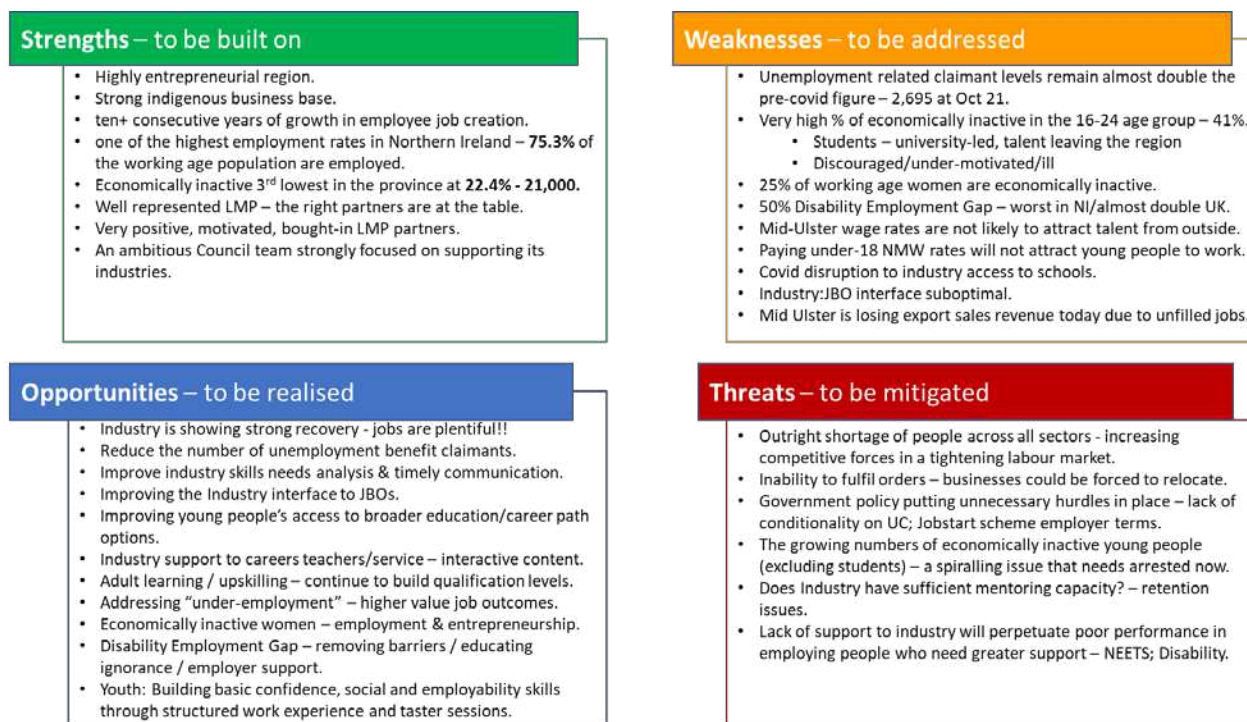 Strengths – to be built on
• Highly entrepreneurial region.
• Strong indigenous business base.
• ten+ consecutive years of growth in employee job creation.
• one of the highest employment rates in Northern Ireland – 75.3% of
the working age population are employed.
• Economically inactive 3rd lowest in the province at 22.4% - 21,000.
• Well represented LMP – the right partners are at the table.
• Very positive, motivated, bought-in LMP partners.
• An ambitious Council team strongly focused on supporting its
industries.
Weaknesses – to be addressed
• Unemployment related claimant levels remain almost double the
pre-covid figure – 2,695 at Oct 21.
• Very high % of economically inactive in the 16-24 age group – 41%.
• Students – university-led, talent leaving the region
• Discouraged/under-motivated/ill
• 25% of working age women are economically inactive.
• 50% Disability Employment Gap – worst in NI/almost double UK.
• Mid-Ulster wage rates are not likely to attract talent from outside.
• Paying under-18 NMW rates will not attract young people to work.
• Covid disruption to industry access to schools.
• Industry:JBO interface suboptimal.
• Mid Ulster is losing export sales revenue today due to unfilled jobs.
Opportunities – to be realised
• Industry is showing strong recovery - jobs are plentiful!!
• Reduce the number of unemployment benefit claimants.
• Improve industry skills needs analysis & timely communication.
• Improving the Industry interface to JBOs.
• Improving young people's access to broader education/career path
options.
• Industry support to careers teachers/service – interactive content.
• Adult learning / upskilling – continue to build qualification levels.
• Addressing "under-employment" – higher value job outcomes.
• Economically inactive women – employment & entrepreneurship.
• Disability Employment Gap – removing barriers / educating
ignorance / employer support.
• Youth: Building basic confidence, social and employability skills
through structured work experience and taster sessions.
Threats – to be mitigated
• Outright shortage of people across all sectors - increasing
competitive forces in a tightening labour market.
• Inability to fulfil orders – businesses could be forced to relocate.
• Government policy putting unnecessary hurdles in place – lack of
conditionality on UC; Jobstart scheme employer terms.
• The growing numbers of economically inactive young people
(excluding students) – a spiralling issue that needs arrested now.
• Does Industry have sufficient mentoring capacity? – retention
issues.
• Lack of support to industry will perpetuate poor performance in
employing people who need greater support – NEETS; Disability.